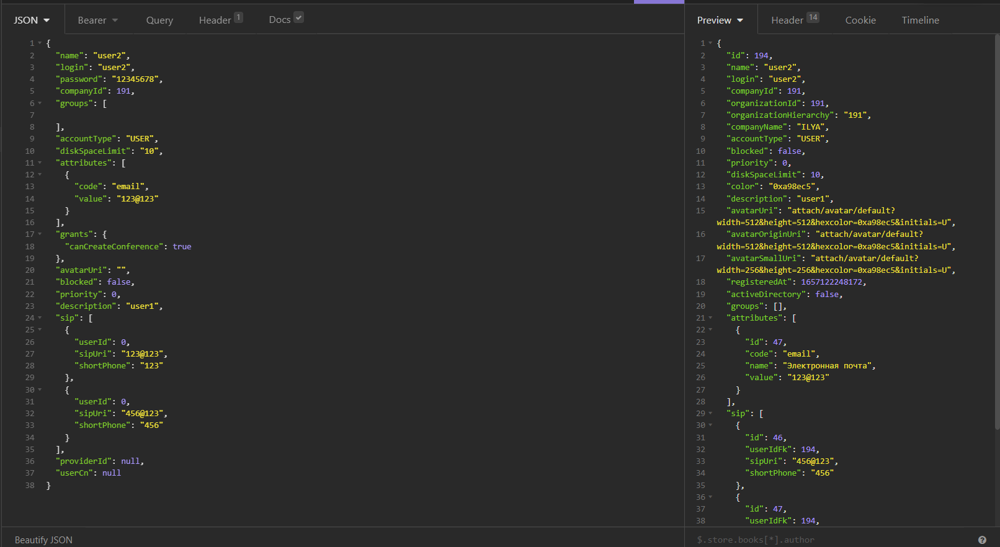 JSON
Bearer
Query
Header 1
Docs
1 {
2 "name": "user2",
3 "login": "user2",
4 "password": "12345678",
5 "companyId": 191,
6 "groups": [
7
8 ],
9 "accountType": "USER",
10 "diskSpaceLimit": "10",
11 "attributes": [
12 {
13 "code": "email",
14 "value": "123@123"
15 }
16 ],
17 "grants": {
18 "canCreateConference": true
19 },
20 "avatarUri": "",
21 "blocked": false,
22 "priority": 0,
23 "description": "user1",
24 "sip": [
25 {
26 "userId": 0,
27 "sipUri": "123@123",
28 "shortPhone": "123"
29 },
30 {
31 "userId": 0,
32 "sipUri": "456@123",
33 "shortPhone": "456"
34 }
35 ],
36 "providerId": null,
37 "userCn": null
38 }
Beautify JSON
Preview
Header 14
Cookie
Timeline
1 {
2 "id": 194,
3 "name": "user2",
4 "login": "user2",
5 "companyId": 191,
6 "organizationId": 191,
7 "organizationHierarchy": "191",
8 "companyName": "ILYA",
9 "accountType": "USER",
10 "blocked": false,
11 "priority": 0,
12 "diskSpaceLimit": 10,
13 "color": "0xa98ec5",
14 "description": "user1",
15 "avatarUri": "attach/avatar/default?
width=512&height=512&hexcolor=0xa98ec5&initials=U",
16 "avatarOriginUri": "attach/avatar/default?
width=512&height=512&hexcolor=0xa98ec5&initials=U",
17 "avatarSmallUri": "attach/avatar/default?
width=256&height=256&hexcolor=0xa98ec5&initials=U",
18 "registeredAt": 1657122248172,
19 "activeDirectory": false,
20 "groups": [],
21 "attributes": [
22 {
23 "id": 47,
24 "code": "email",
25 "name": "Электронная почта",
26 "value": "123@123"
27 }
28 ],
29 "sip": [
30 {
31 "id": 46,
32 "userIdFk": 194,
33 "sipUri": "456@123",
34 "shortPhone": "456"
35 },
36 {
37 "id": 47,
38 "userIdFk": 194,
$.store.books[*].author